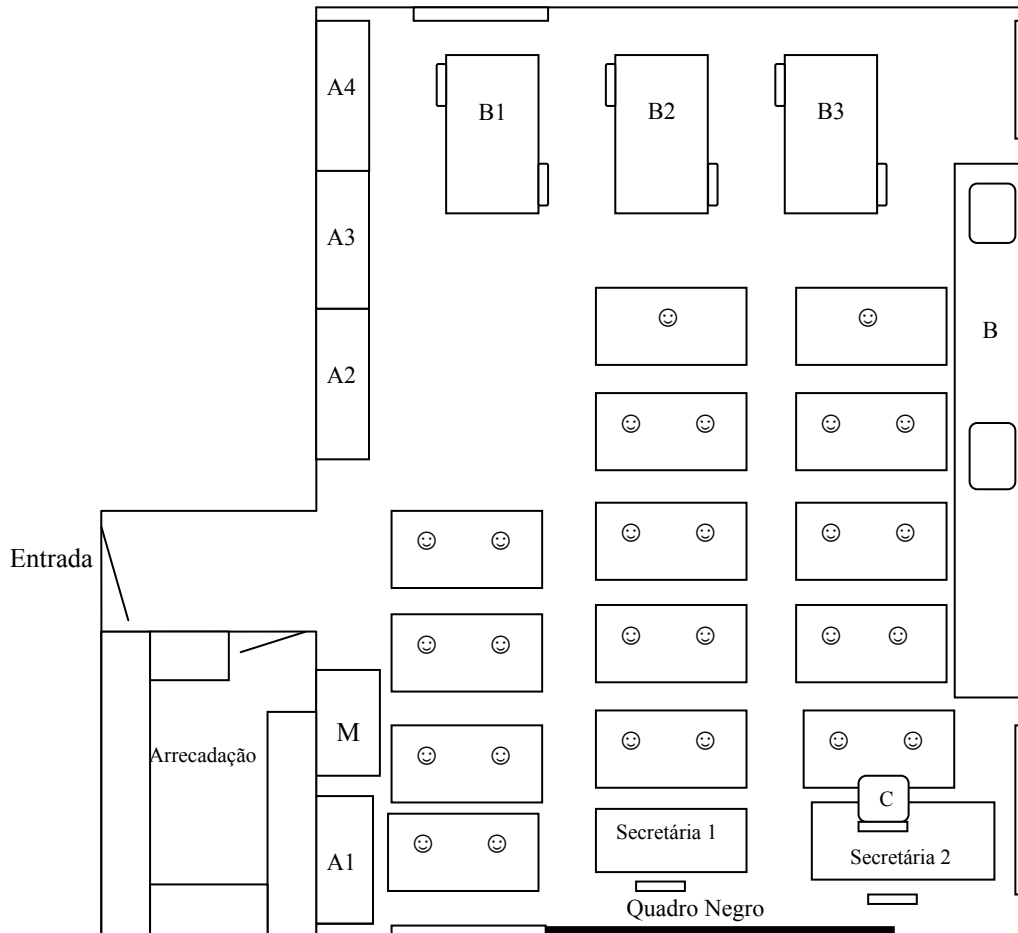 A4
B1
B2
B3
A3
B
A2
Entrada
M
Arrecadação
C
Secretária 1
A1
Secretária 2
Quadro Negro